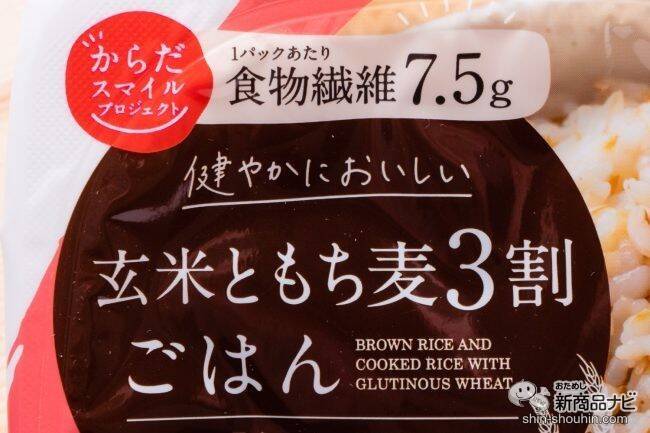 からだ
スマイル
プロジェクト
1パックあたり
食物繊維 7.5g
健やかにおいしい
玄米ともち麦3割
ごはん
BROWN RICE AND
COOKED RICE WITH
GLUTINOUS WHEAT
おためし
新商品ナビ
shin-shouhin.com